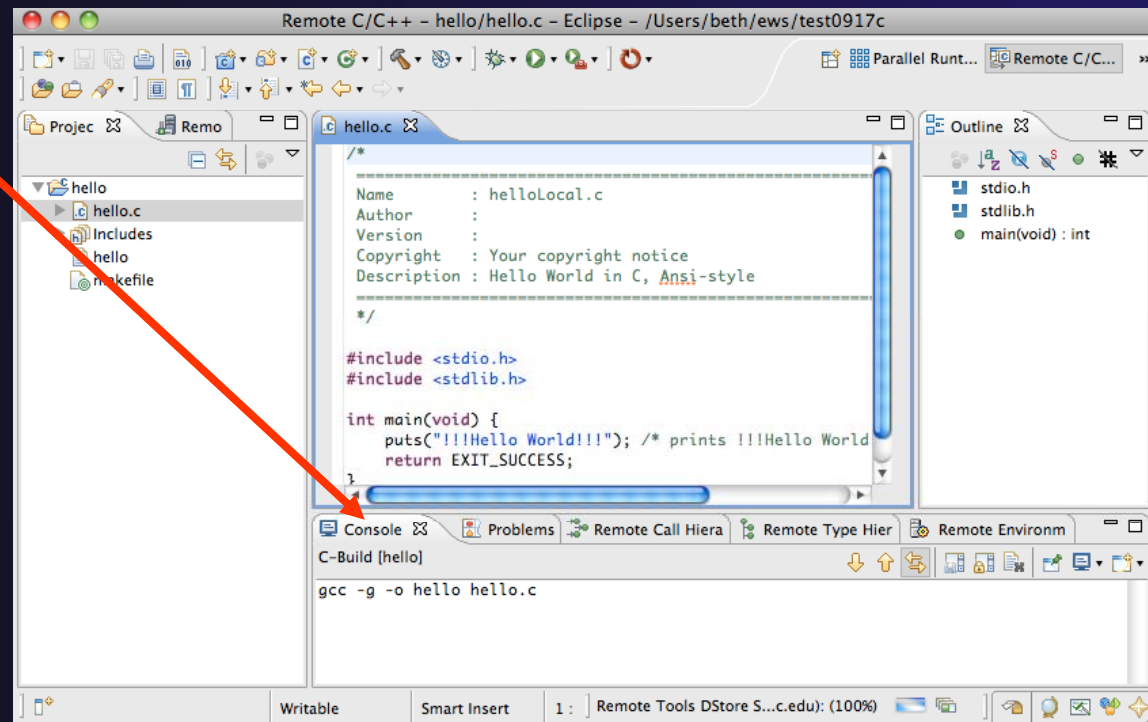 Remote C/C++ – hello/hello.c – Eclipse – /Users/beth/ews/test0917c
Parallel Runt... Remote C/C... »
Projec Remo
hello
hello.c
Includes
hello
makefile
hello.c
/*
============================================================
Name : helloLocal.c
Author :
Version :
Copyright : Your copyright notice
Description : Hello World in C, Ansi-style
============================================================
*/
#include <stdio.h>
#include <stdlib.h>
int main(void) {
puts("!!!Hello World!!!"); /* prints !!!Hello World
return EXIT_SUCCESS;
}
Outline
stdio.h
stdlib.h
main(void) : int
Console Problems Remote Call Hiera Remote Type Hier Remote Environm
C-Build [hello]
gcc -g -o hello hello.c
Writable Smart Insert 1 : Remote Tools DStore S...c.edu): (100%)